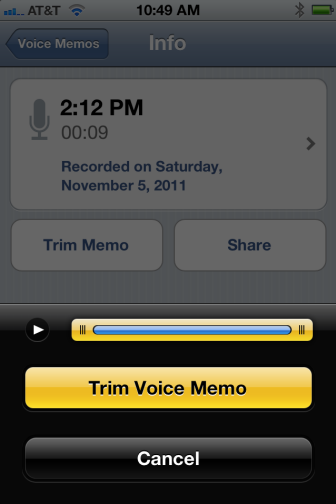 AT&T 10:49 AM
Voice Memos Info
2:12 PM
00:09
Recorded on Saturday,
November 5, 2011
Trim Memo Share
Trim Voice Memo
Cancel